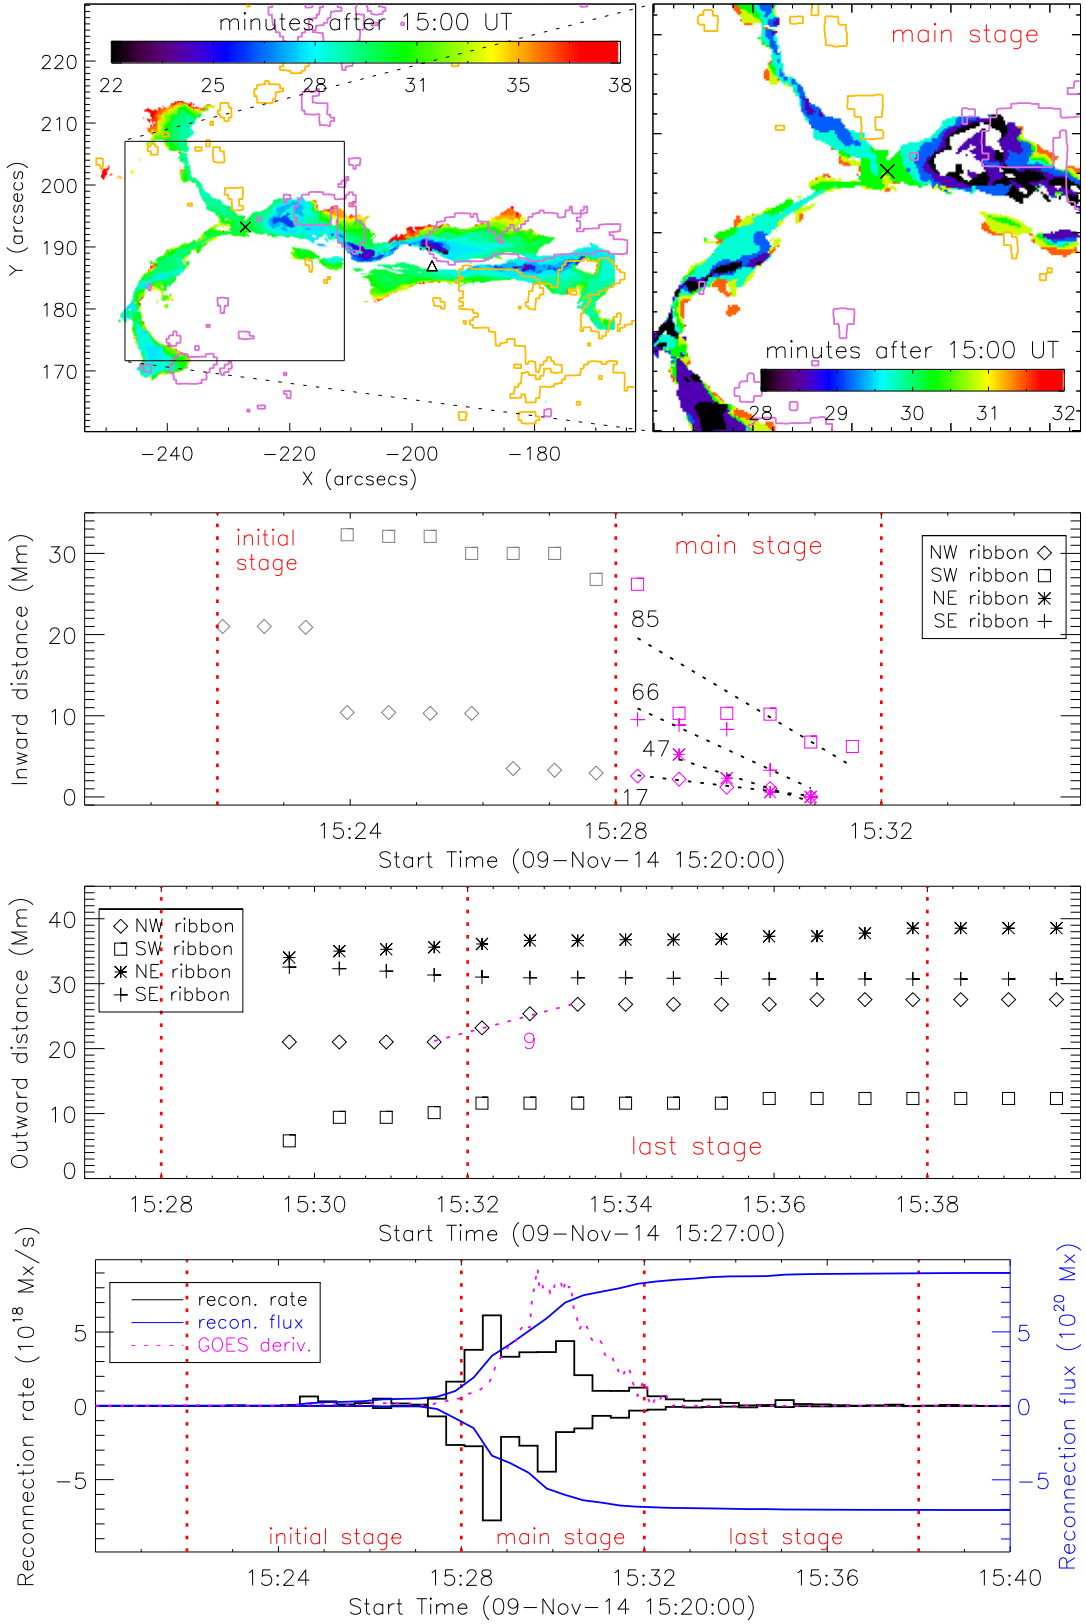 minutes after 15:00 UT
22 25 28 31 35 38
220
210
200
190
180
170
Y (arcsecs)
−240 −220 −200 −180
X (arcsecs)
main stage
minutes after 15:00 UT
28 29 30 31 32
initial
stage
main stage
NW ribbon
SW ribbon
NE ribbon
SE ribbon
30
20
10
0
Inward distance (Mm)
85
66
47
17
15:24 15:28 15:32
Start Time (09−Nov−14 15:20:00)
40
30
20
10
0
Outward distance (Mm)
NW ribbon
SW ribbon
NE ribbon
SE ribbon
9
last stage
15:28 15:30 15:32 15:34 15:36 15:38
Start Time (09−Nov−14 15:27:00)
Reconnection rate (10^18 Mx/s)
5
0
−5
recon. rate
recon. flux
GOES deriv.
5
0
−5
Reconnection flux (10^20 Mx)
initial stage main stage last stage
15:24 15:28 15:32 15:36 15:40
Start Time (09−Nov−14 15:20:00)